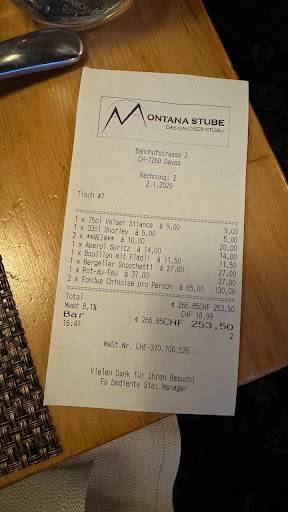 MONTANA STUBE
DAS DAVOSER STÜBLI
Bahnhofstrasse 2
CH-7260 Davos
Rechnung: 2
2.1.2025
Tisch #7
1 x 75cl Valser Silence à 9,00 9,00
1 x 33cl Shorley à 5,00 5,00
2 x **WEIN** à 10,00 20,00
1 x Aperol Spritz à 14,00 14,00
1 x Bouillon mit Flädli à 11,50 11,50
1 x Bergeller Gnocchetti à 27,00 27,00
1 x Pot-au-Feu à 37,00 37,00
2 x Fondue Chinoise pro Person à 65,00 130,00
Total € 266,85CHF 253,50
MwSt 8,1% CHF 18,99
Bar € 266,85CHF 253,50
16:47 2
MwSt.Nr. CHE-370.706.526
Vielen Dank für Ihren Besuch!
Es bediente Sie: Manager